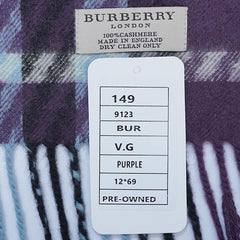 BURBERRY
LONDON
100%CASHMERE
MADE IN ENGLAND
DRY CLEAN ONLY
149
9123
BUR
V.G
PURPLE
12*69
PRE-OWNED